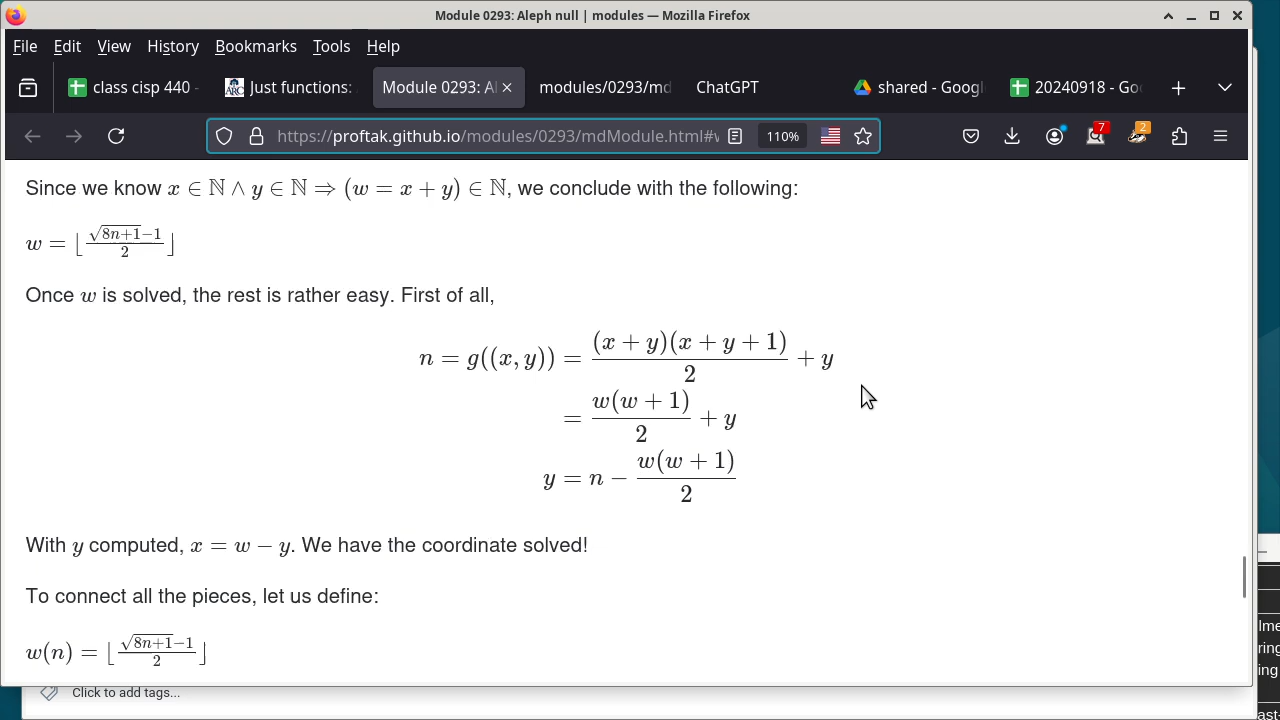 Module 0293: Aleph null | modules — Mozilla Firefox
File Edit View History Bookmarks Tools Help
class cisp 440 - Just functions: Module 0293: Al modules/0293/md ChatGPT shared - Googl 20240918 - Go
https://proftak.github.io/modules/0293/mdModule.html#w 110% 7 2
Since we know x ∈ ℕ ∧ y ∈ ℕ ⇒ (w = x + y) ∈ ℕ, we conclude with the following:
w = ⌊(√(8n+1)−1)/2⌋
Once w is solved, the rest is rather easy. First of all,
n = g((x, y)) = (x + y)(x + y + 1)/2 + y
= w(w + 1)/2 + y
y = n − w(w + 1)/2
With y computed, x = w − y. We have the coordinate solved!
To connect all the pieces, let us define:
w(n) = ⌊(√(8n+1)−1)/2⌋
Click to add tags...